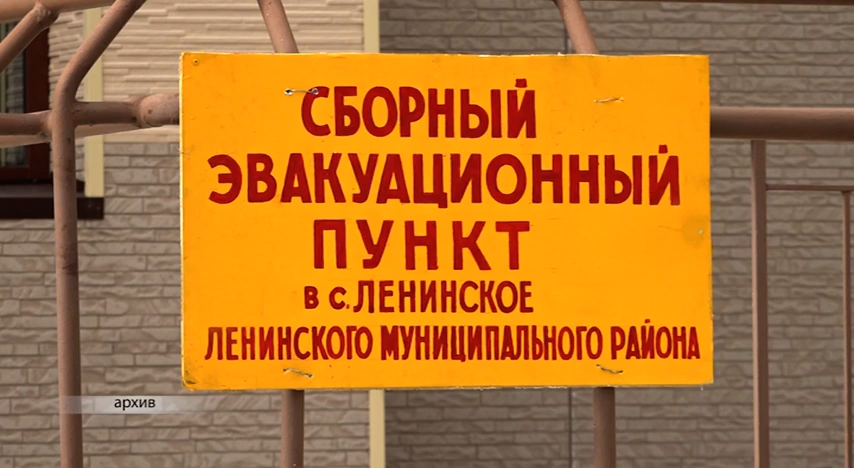 СБОРНЫЙ
ЭВАКУАЦИОННЫЙ
ПУНКТ
В С. ЛЕНИНСКОЕ
ЛЕНИНСКОГО МУНИЦИПАЛЬНОГО РАЙОНА
архив